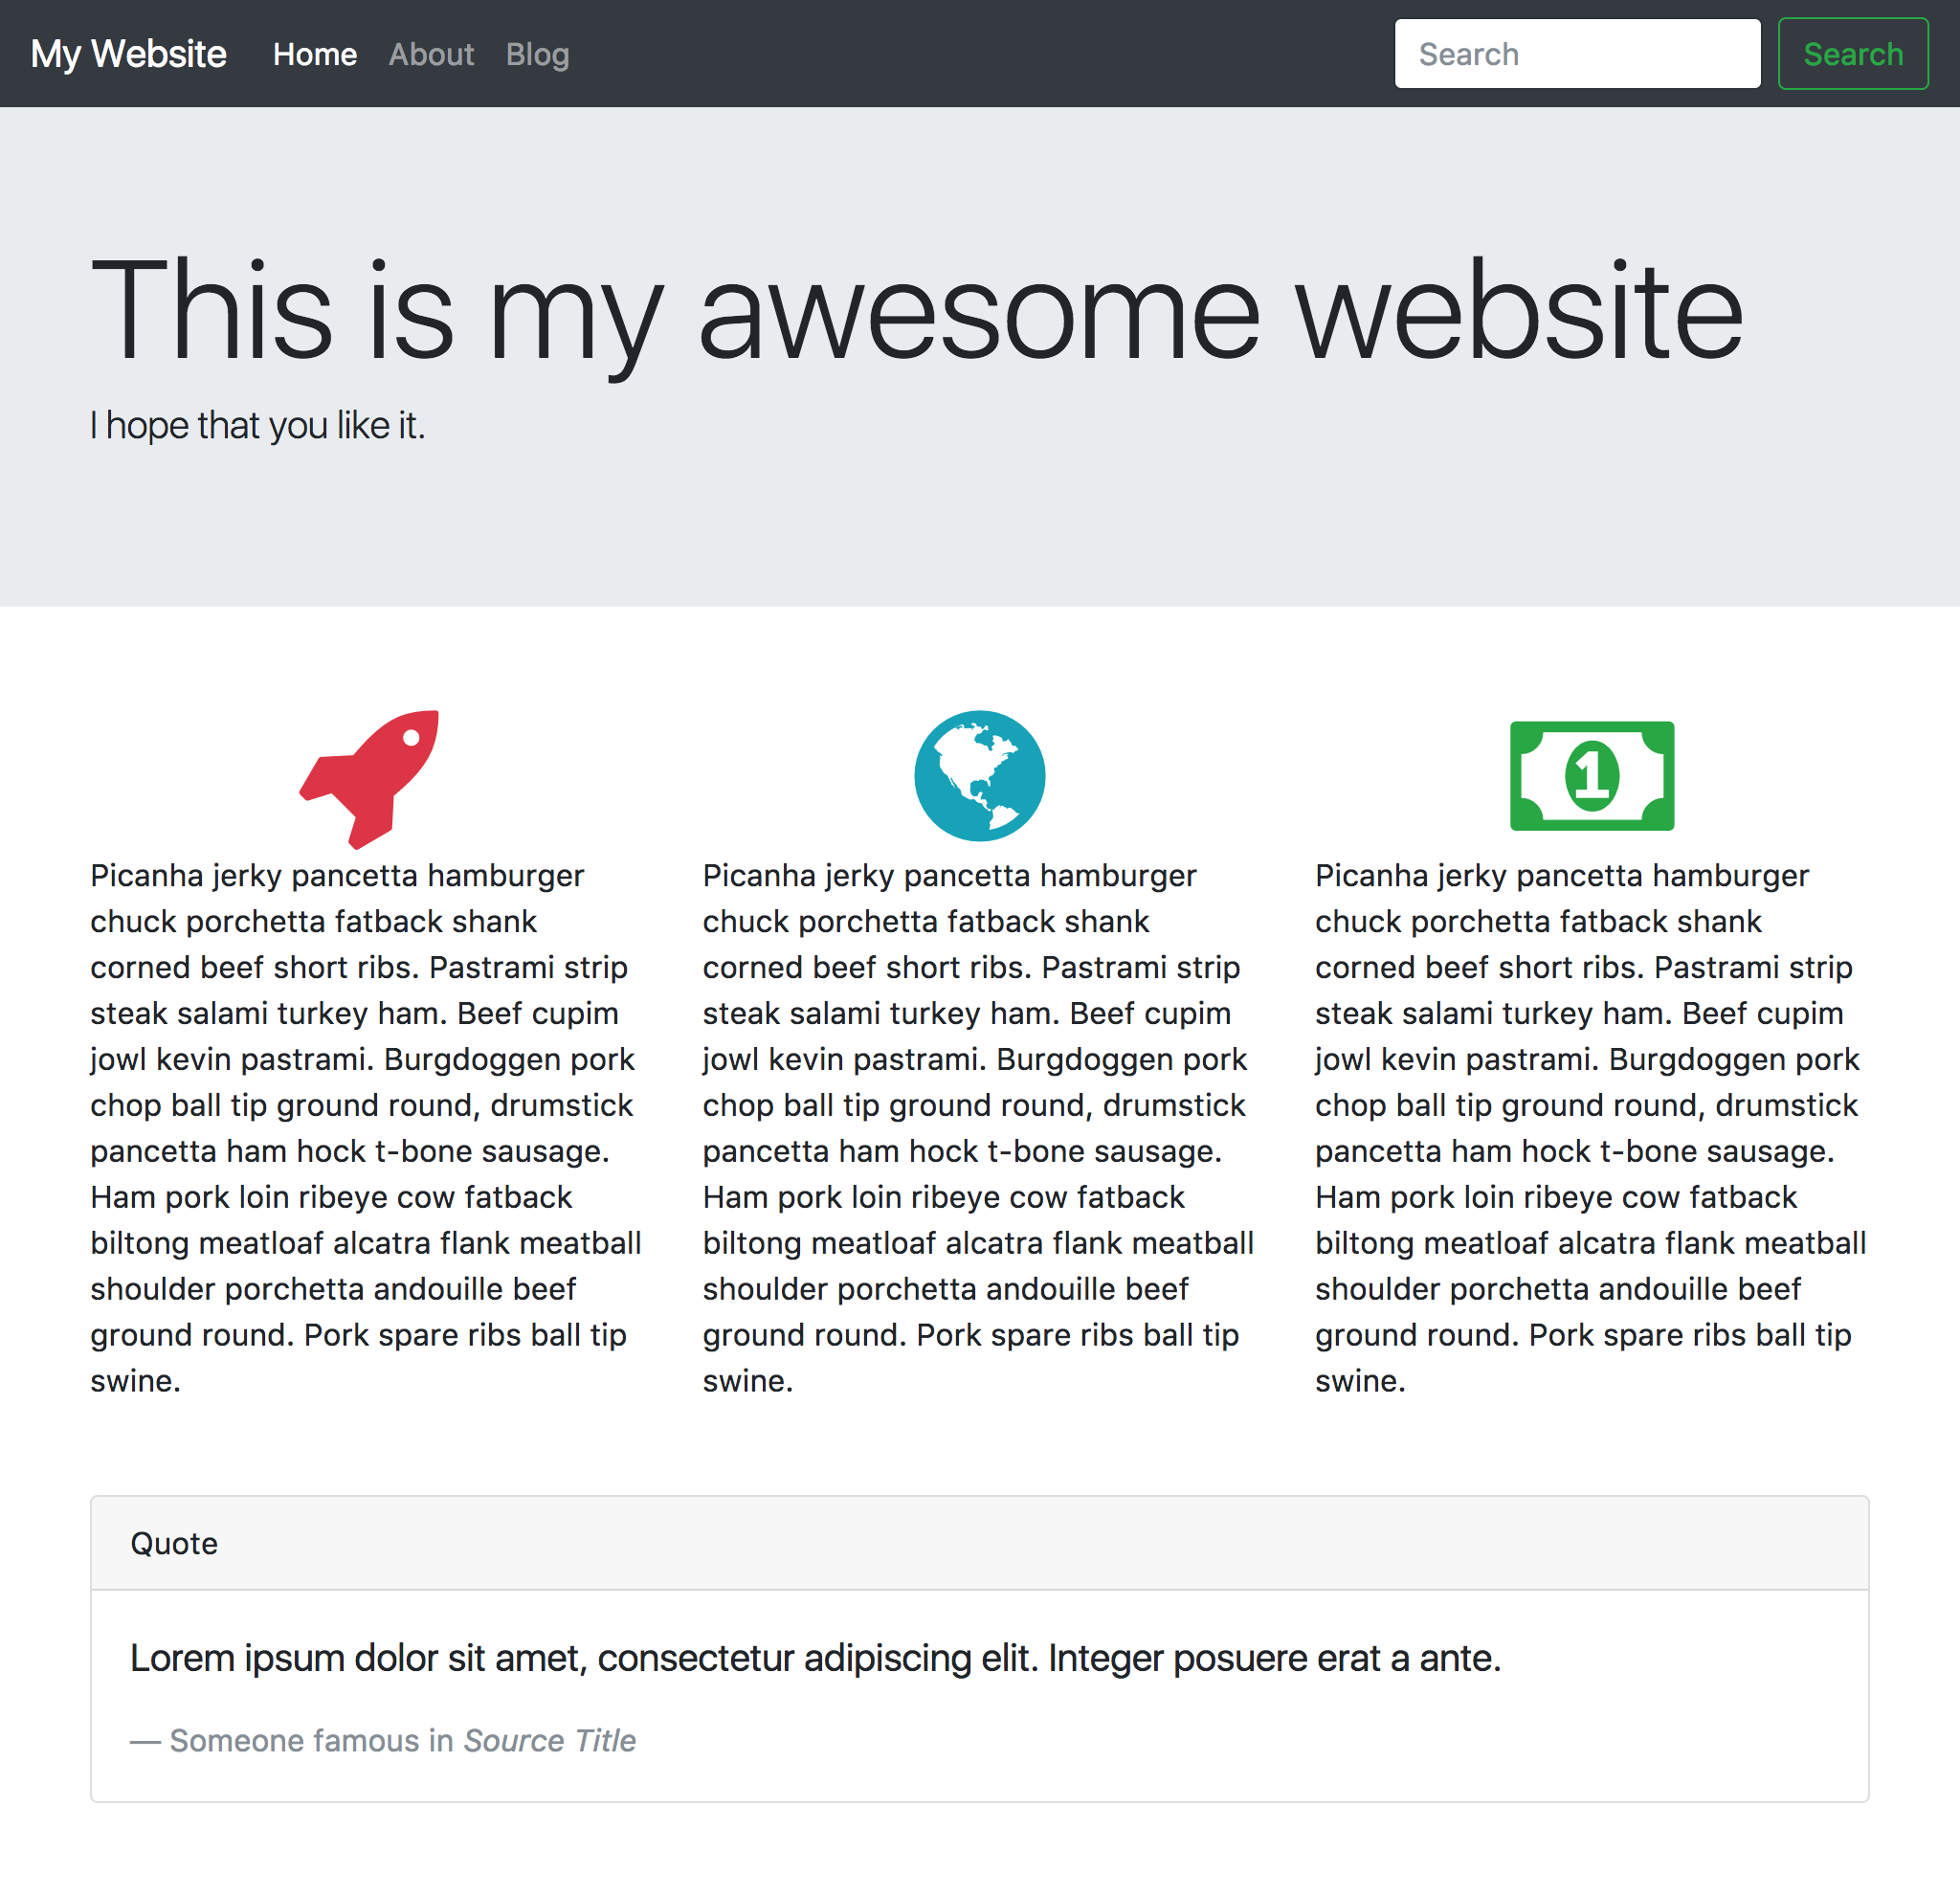 My Website Home About Blog Search Search
This is my awesome website
I hope that you like it.
1
Picanha jerky pancetta hamburger
chuck porchetta fatback shank
corned beef short ribs. Pastrami strip
steak salami turkey ham. Beef cupim
jowl kevin pastrami. Burgdoggen pork
chop ball tip ground round, drumstick
pancetta ham hock t-bone sausage.
Ham pork loin ribeye cow fatback
biltong meatloaf alcatra flank meatball
shoulder porchetta andouille beef
ground round. Pork spare ribs ball tip
swine.
Picanha jerky pancetta hamburger
chuck porchetta fatback shank
corned beef short ribs. Pastrami strip
steak salami turkey ham. Beef cupim
jowl kevin pastrami. Burgdoggen pork
chop ball tip ground round, drumstick
pancetta ham hock t-bone sausage.
Ham pork loin ribeye cow fatback
biltong meatloaf alcatra flank meatball
shoulder porchetta andouille beef
ground round. Pork spare ribs ball tip
swine.
Picanha jerky pancetta hamburger
chuck porchetta fatback shank
corned beef short ribs. Pastrami strip
steak salami turkey ham. Beef cupim
jowl kevin pastrami. Burgdoggen pork
chop ball tip ground round, drumstick
pancetta ham hock t-bone sausage.
Ham pork loin ribeye cow fatback
biltong meatloaf alcatra flank meatball
shoulder porchetta andouille beef
ground round. Pork spare ribs ball tip
swine.
Quote
Lorem ipsum dolor sit amet, consectetur adipiscing elit. Integer posuere erat a ante.
— Someone famous in Source Title